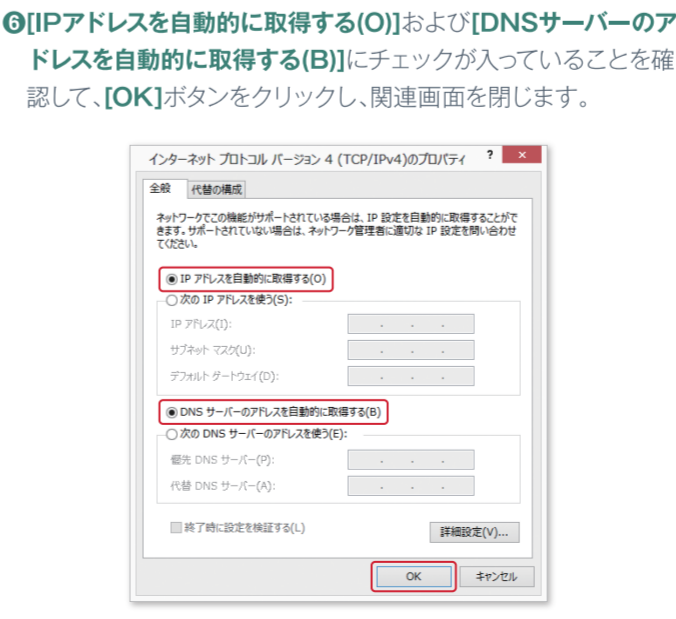 ❻[IPアドレスを自動的に取得する(O)]および[DNSサーバーのア
ドレスを自動的に取得する(B)]にチェックが入っていることを確
認して、[OK]ボタンをクリックし、関連画面を閉じます。
インターネット プロトコル バージョン 4 (TCP/IPv4)のプロパティ ? ×
全般 代替の構成
ネットワークでこの機能がサポートされている場合は、IP 設定を自動的に取得することがで
きます。サポートされていない場合は、ネットワーク管理者に適切な IP 設定を問い合わせ
てください。
IP アドレスを自動的に取得する(O)
次の IP アドレスを使う(S):
IP アドレス(I): . . .
サブネット マスク(U): . . .
デフォルト ゲートウェイ(D): . . .
DNS サーバーのアドレスを自動的に取得する(B)
次の DNS サーバーのアドレスを使う(E):
優先 DNS サーバー(P): . . .
代替 DNS サーバー(A): . . .
終了時に設定を検証する(L)
詳細設定(V)...
OK キャンセル